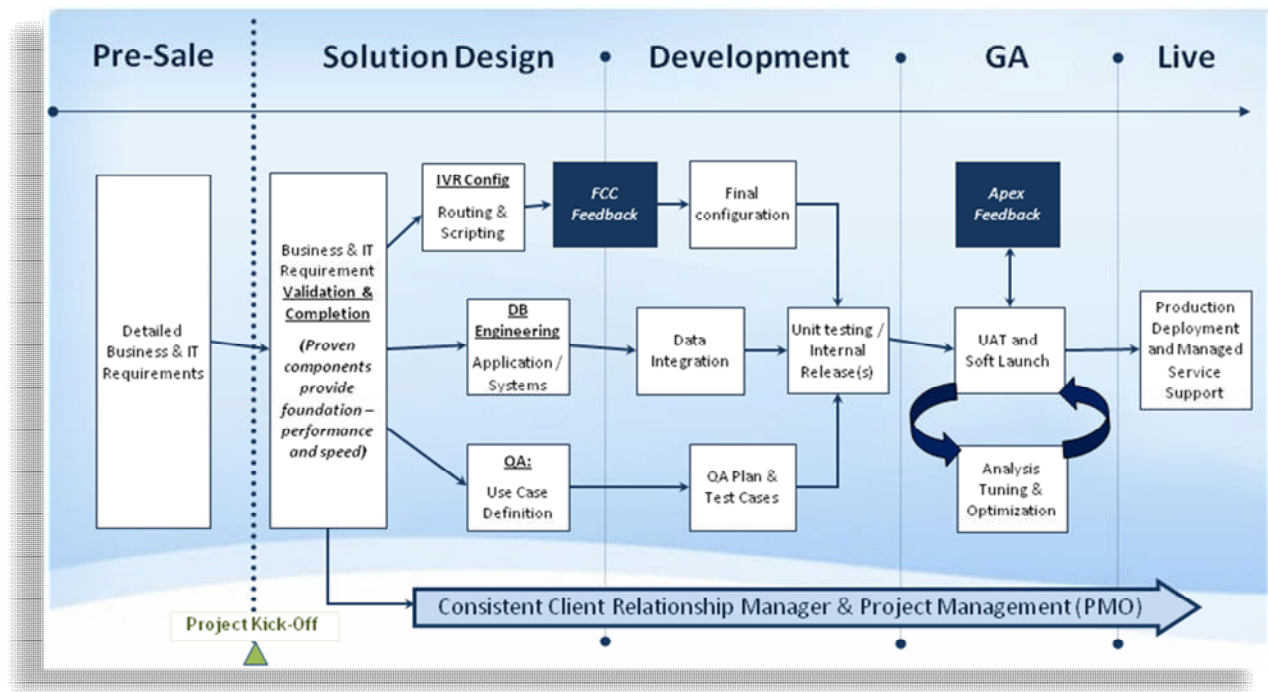 Pre-Sale
Solution Design
Development
GA
Live
Detailed
Business & IT
Requirements
Business & IT
Requirement
Validation &
Completion
(Proven
components
provide
foundation –
performance
and speed)
IVR Config
Routing &
Scripting
FCC
Feedback
Final
configuration
DB
Engineering
Application /
Systems
Data
Integration
Unit testing /
Internal
Release(s)
QA:
Use Case
Definition
QA Plan &
Test Cases
Apex
Feedback
UAT and
Soft Launch
Analysis
Tuning &
Optimization
Production
Deployment
and Managed
Service
Support
Consistent Client Relationship Manager & Project Management (PMO)
Project Kick-Off